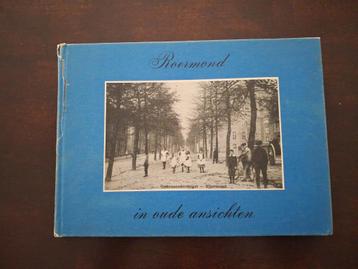 Roermond
in oude ansichten